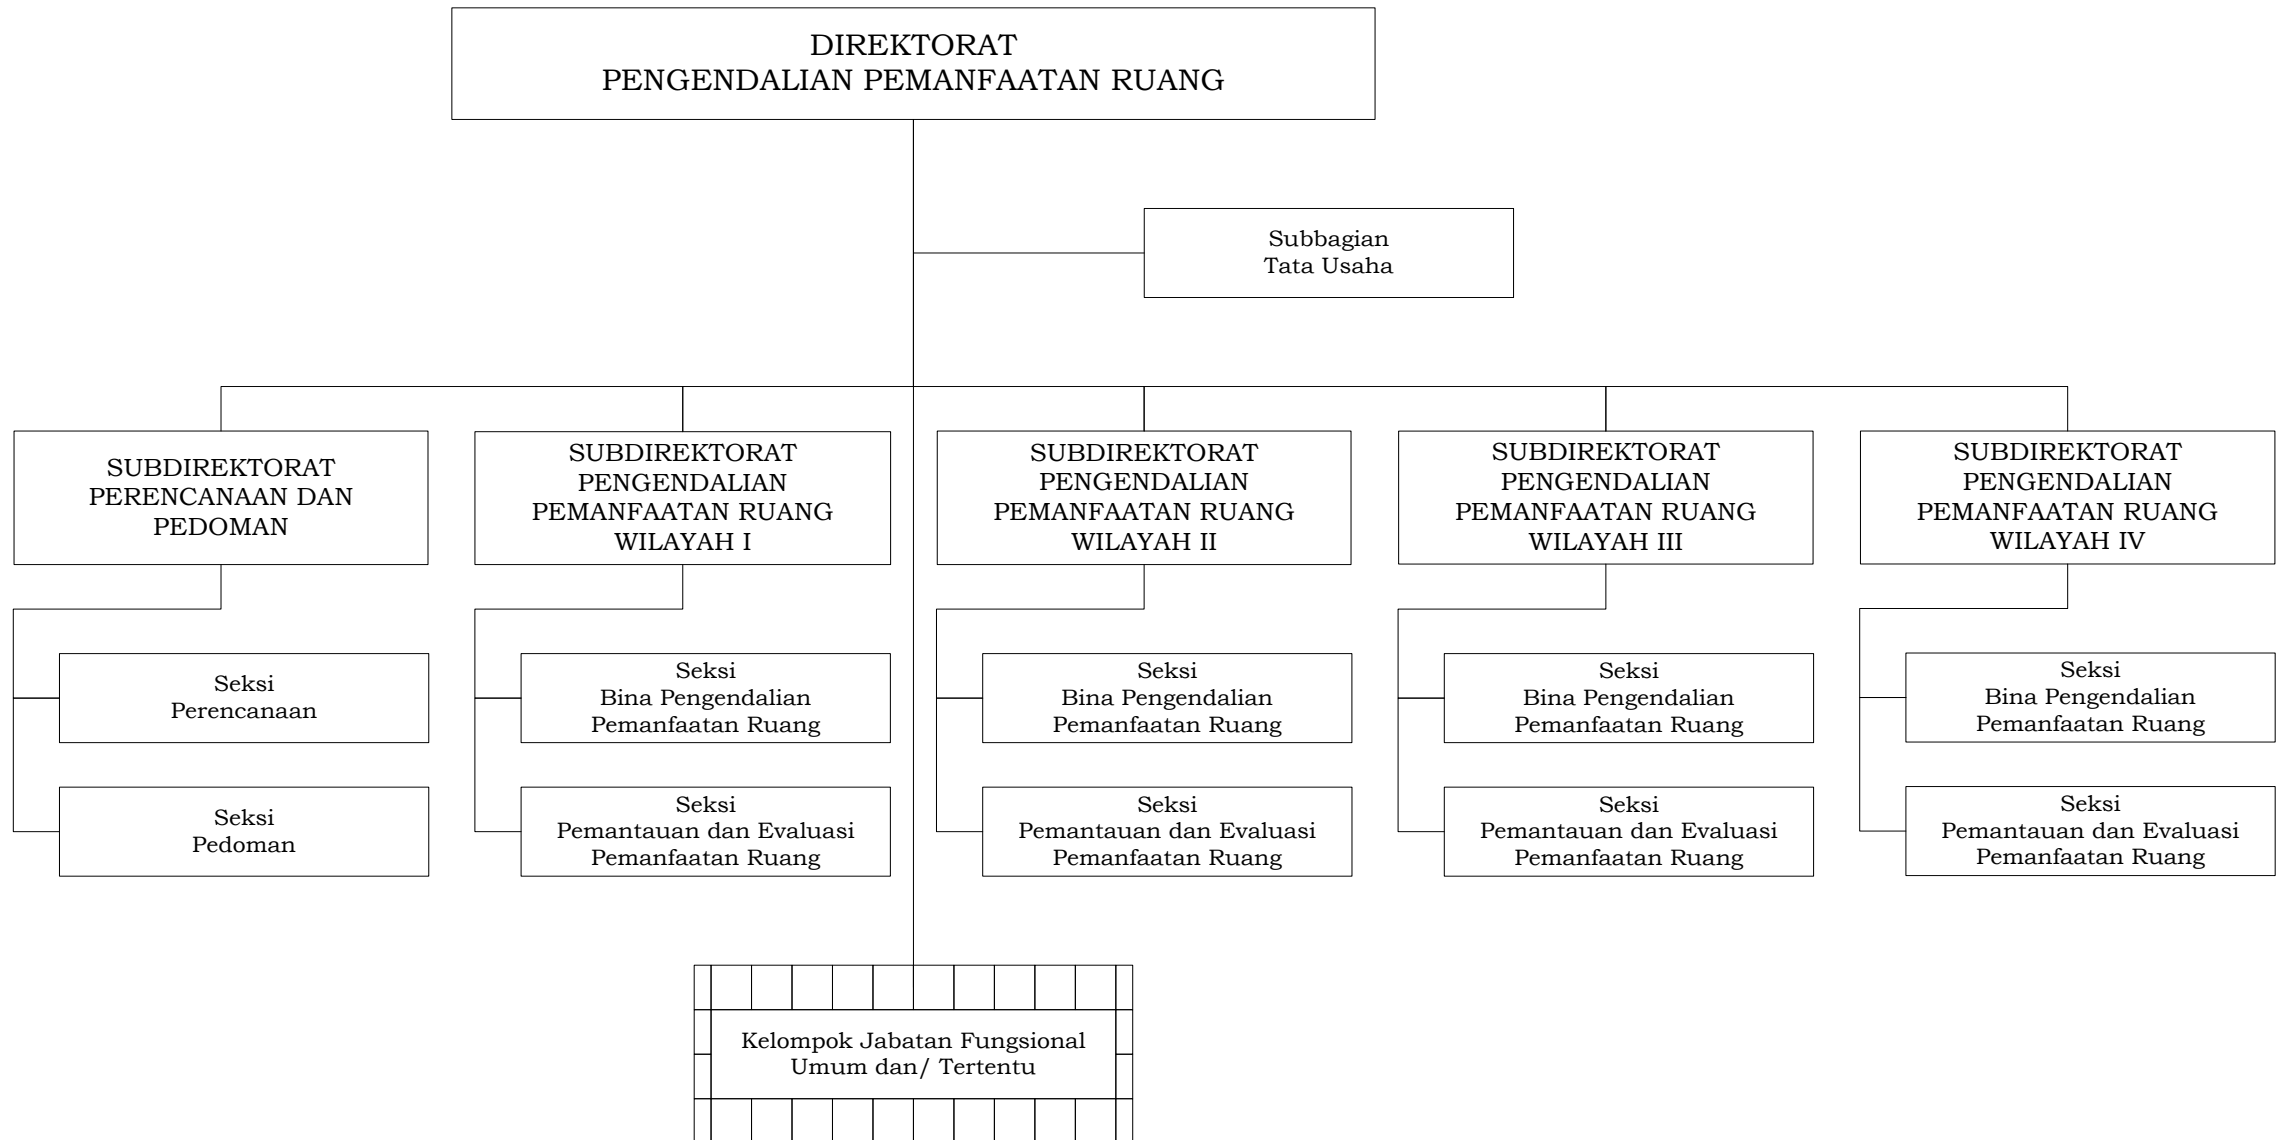 DIREKTORAT
PENGENDALIAN PEMANFAATAN RUANG
Subbagian
Tata Usaha
SUBDIREKTORAT
PERENCANAAN DAN
PEDOMAN
SUBDIREKTORAT
PENGENDALIAN
PEMANFAATAN RUANG
WILAYAH I
SUBDIREKTORAT
PENGENDALIAN
PEMANFAATAN RUANG
WILAYAH II
SUBDIREKTORAT
PENGENDALIAN
PEMANFAATAN RUANG
WILAYAH III
SUBDIREKTORAT
PENGENDALIAN
PEMANFAATAN RUANG
WILAYAH IV
Seksi
Perencanaan
Seksi
Bina Pengendalian
Pemanfaatan Ruang
Seksi
Bina Pengendalian
Pemanfaatan Ruang
Seksi
Bina Pengendalian
Pemanfaatan Ruang
Seksi
Bina Pengendalian
Pemanfaatan Ruang
Seksi
Pedoman
Seksi
Pemantauan dan Evaluasi
Pemanfaatan Ruang
Seksi
Pemantauan dan Evaluasi
Pemanfaatan Ruang
Seksi
Pemantauan dan Evaluasi
Pemanfaatan Ruang
Seksi
Pemantauan dan Evaluasi
Pemanfaatan Ruang
Kelompok Jabatan Fungsional
Umum dan/ Tertentu